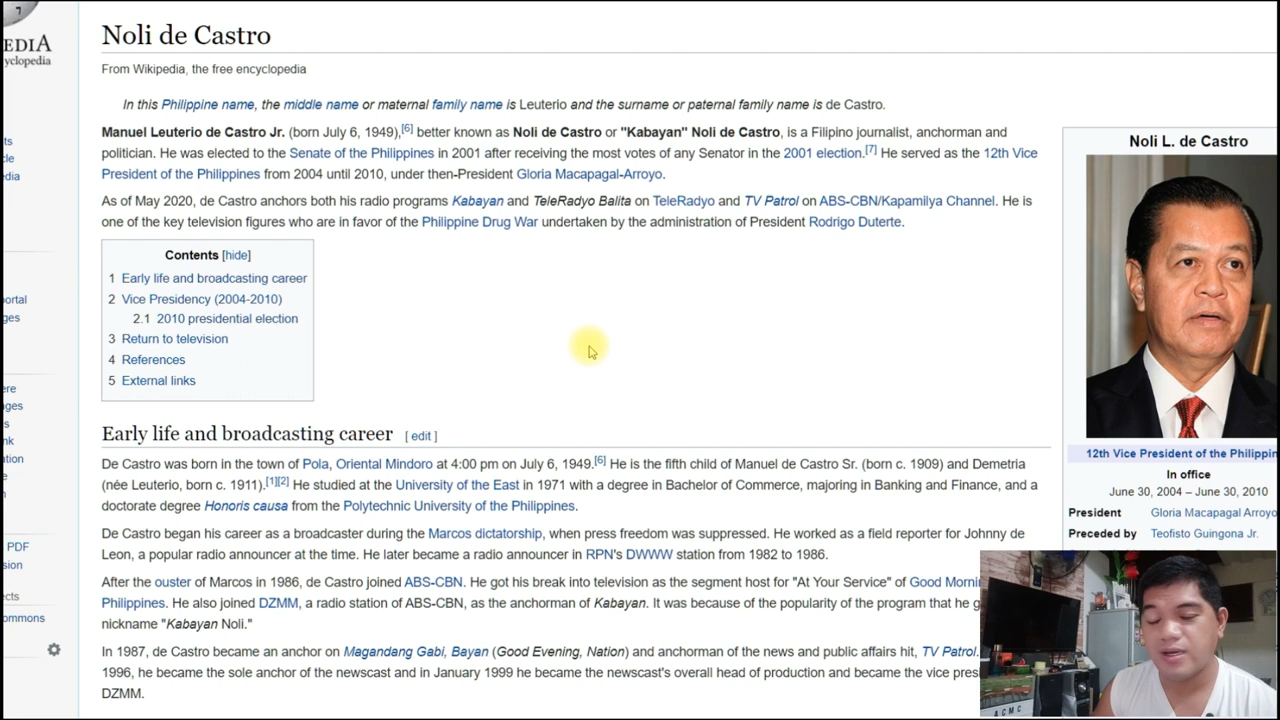 EDIA
yclopedia
Noli de Castro
From Wikipedia, the free encyclopedia
In this Philippine name, the middle name or maternal family name is Leuterio and the surname or paternal family name is de Castro.
Manuel Leuterio de Castro Jr. (born July 6, 1949),[6] better known as Noli de Castro or "Kabayan" Noli de Castro, is a Filipino journalist, anchorman and
politician. He was elected to the Senate of the Philippines in 2001 after receiving the most votes of any Senator in the 2001 election.[7] He served as the 12th Vice
President of the Philippines from 2004 until 2010, under then-President Gloria Macapagal-Arroyo.
As of May 2020, de Castro anchors both his radio programs Kabayan and TeleRadyo Balita on TeleRadyo and TV Patrol on ABS-CBN/Kapamilya Channel. He is
one of the key television figures who are in favor of the Philippine Drug War undertaken by the administration of President Rodrigo Duterte.
Contents [hide]
1 Early life and broadcasting career
2 Vice Presidency (2004-2010)
2.1 2010 presidential election
3 Return to television
4 References
5 External links
Early life and broadcasting career [ edit ]
De Castro was born in the town of Pola, Oriental Mindoro at 4:00 pm on July 6, 1949.[6] He is the fifth child of Manuel de Castro Sr. (born c. 1909) and Demetria
(née Leuterio, born c. 1911).[1][2] He studied at the University of the East in 1971 with a degree in Bachelor of Commerce, majoring in Banking and Finance, and a
doctorate degree Honoris causa from the Polytechnic University of the Philippines.
De Castro began his career as a broadcaster during the Marcos dictatorship, when press freedom was suppressed. He worked as a field reporter for Johnny de
Leon, a popular radio announcer at the time. He later became a radio announcer in RPN's DWWW station from 1982 to 1986.
After the ouster of Marcos in 1986, de Castro joined ABS-CBN. He got his break into television as the segment host for "At Your Service" of Good Morni
Philippines. He also joined DZMM, a radio station of ABS-CBN, as the anchorman of Kabayan. It was because of the popularity of the program that he g
nickname "Kabayan Noli."
In 1987, de Castro became an anchor on Magandang Gabi, Bayan (Good Evening, Nation) and anchorman of the news and public affairs hit, TV Patrol.
1996, he became the sole anchor of the newscast and in January 1999 he became the newscast's overall head of production and became the vice pres
DZMM.
Noli L. de Castro
12th Vice President of the Philippin
In office
June 30, 2004 – June 30, 2010
President Gloria Macapagal Arroyo
Preceded by Teofisto Guingona Jr.
ts
cle
edia
ortal
ges
ere
ages
s
nk
ation
e
n
PDF
sion
ects
ommons
ACMC